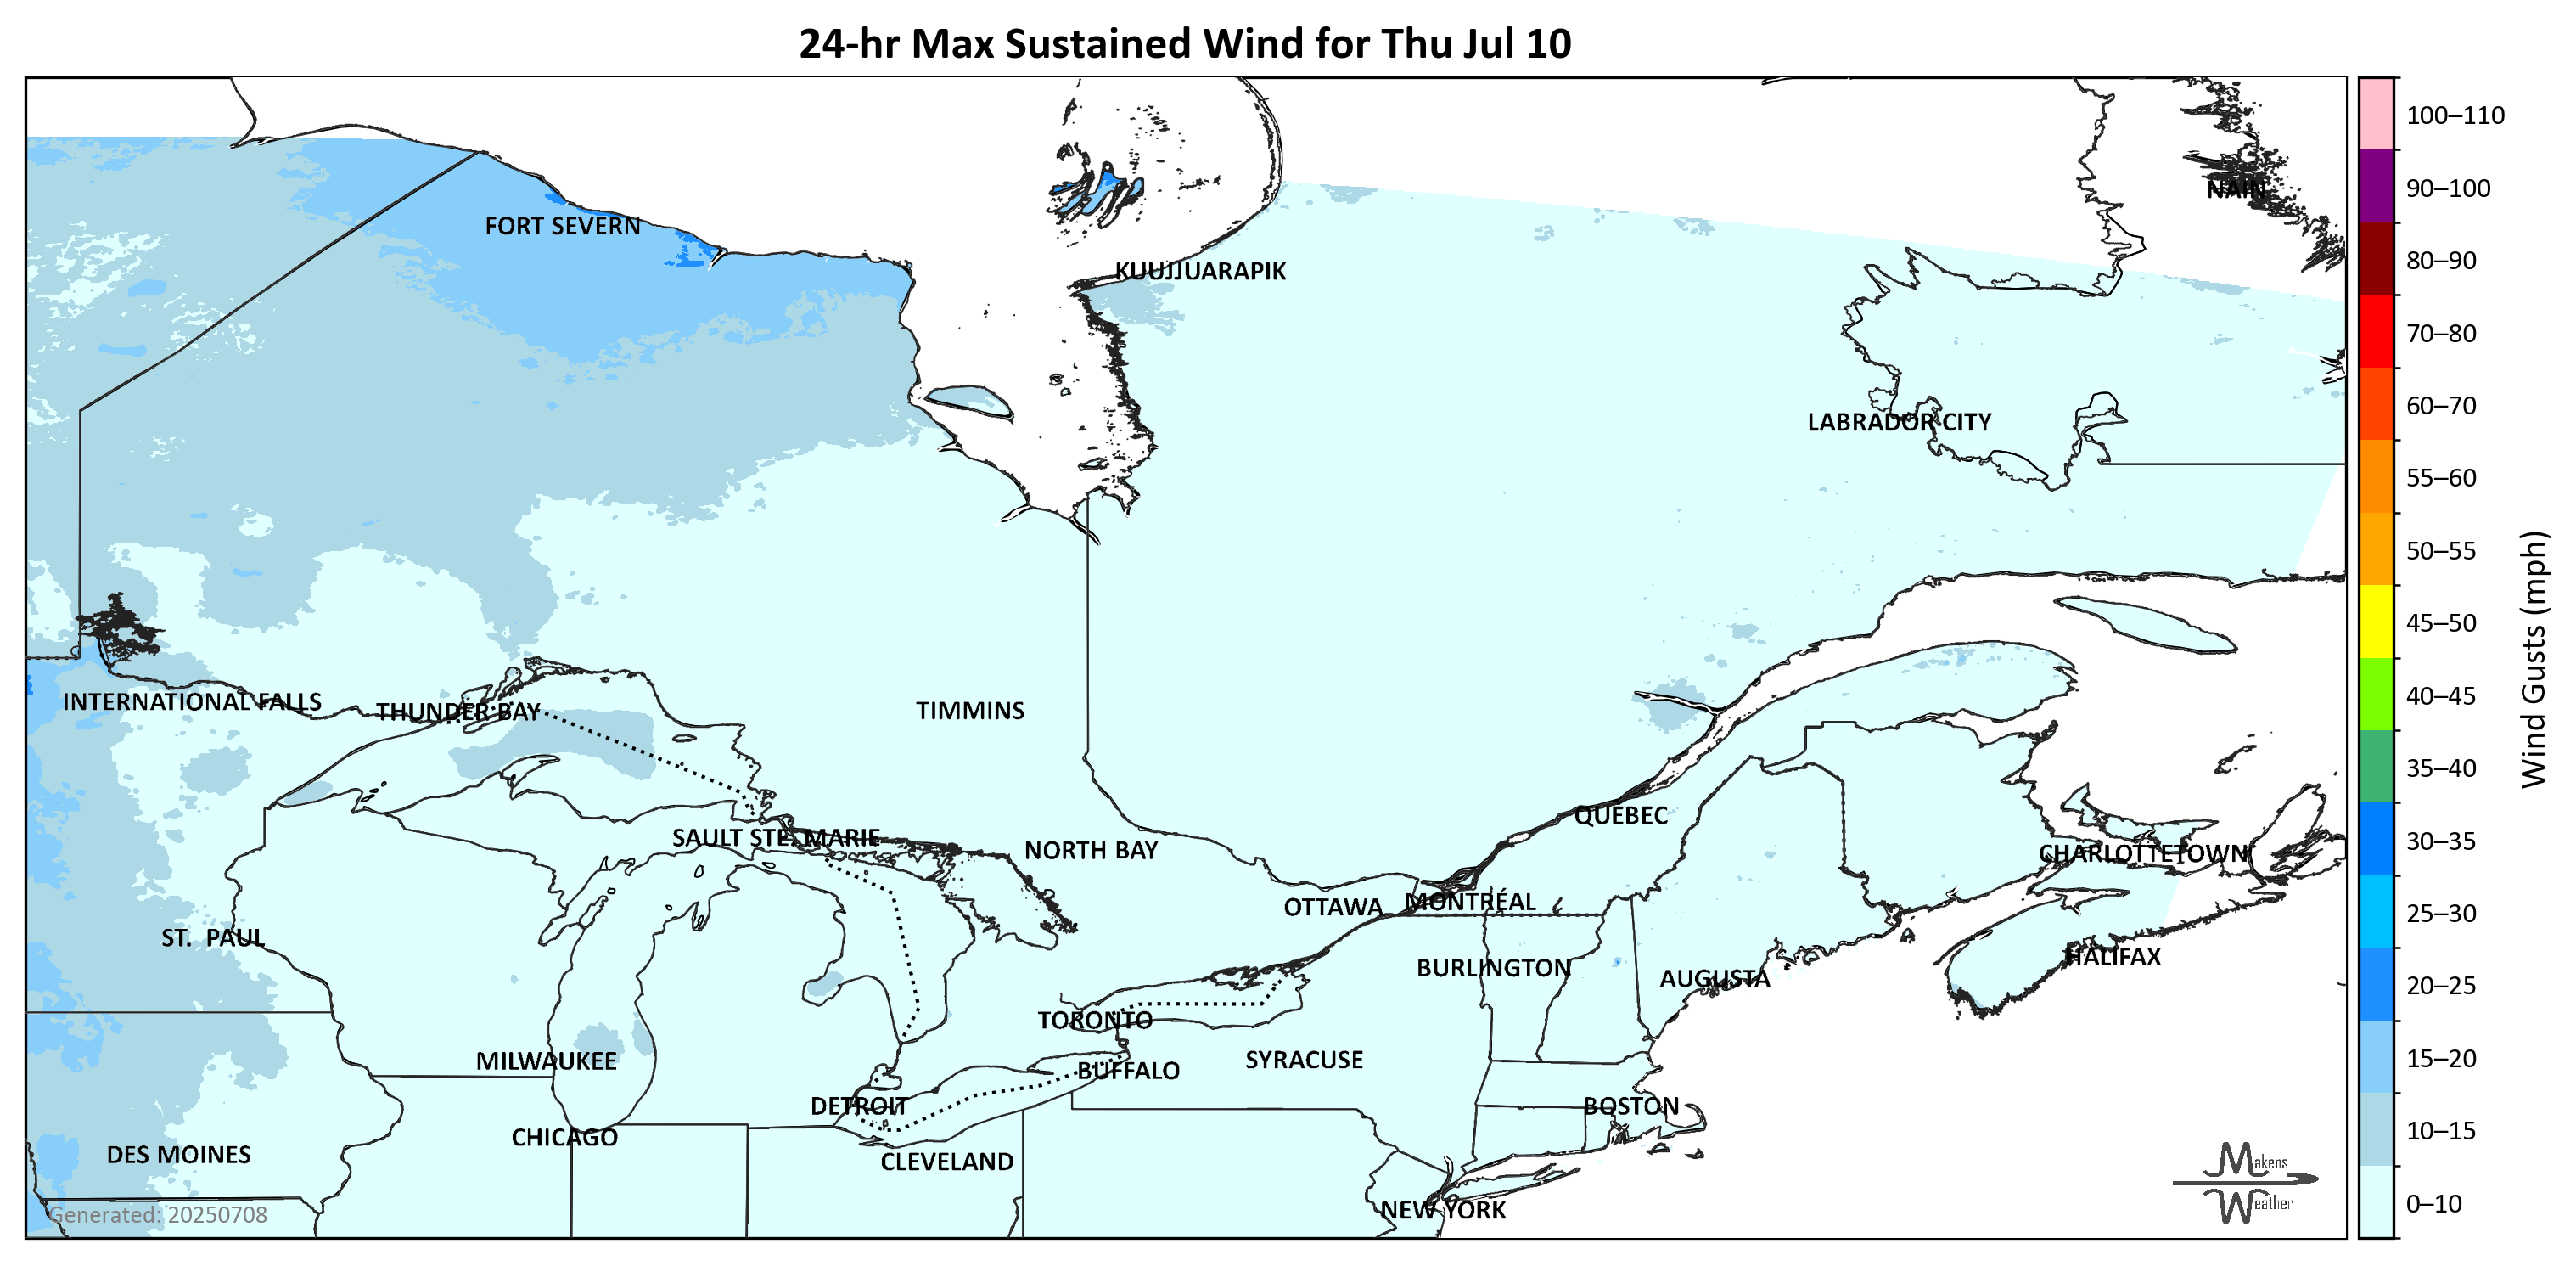 24-hr Max Sustained Wind for Thu Jul 10
100–110
90–100
80–90
70–80
60–70
55–60
50–55
45–50
40–45
35–40
30–35
25–30
20–25
15–20
10–15
0–10
Wind Gusts (mph)
NAIN
FORT SEVERN
KUUJJUARAPIK
LABRADOR CITY
INTERNATIONAL FALLS
THUNDER BAY
TIMMINS
QUEBEC
SAULT STE. MARIE
NORTH BAY
CHARLOTTETOWN
OTTAWA
MONTRÉAL
ST. PAUL
HALIFAX
BURLINGTON
AUGUSTA
TORONTO
MILWAUKEE
SYRACUSE
BUFFALO
DETROIT
BOSTON
CHICAGO
DES MOINES
CLEVELAND
NEW YORK
Generated: 20250708
Makens
Weather